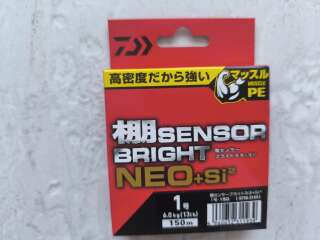 DAIWA
高密度だから強い
マッスル
MUSCLE
PE
棚SENSOR
BRIGHT
NEO+Si²
1号
6.0kg(13lb)
150m